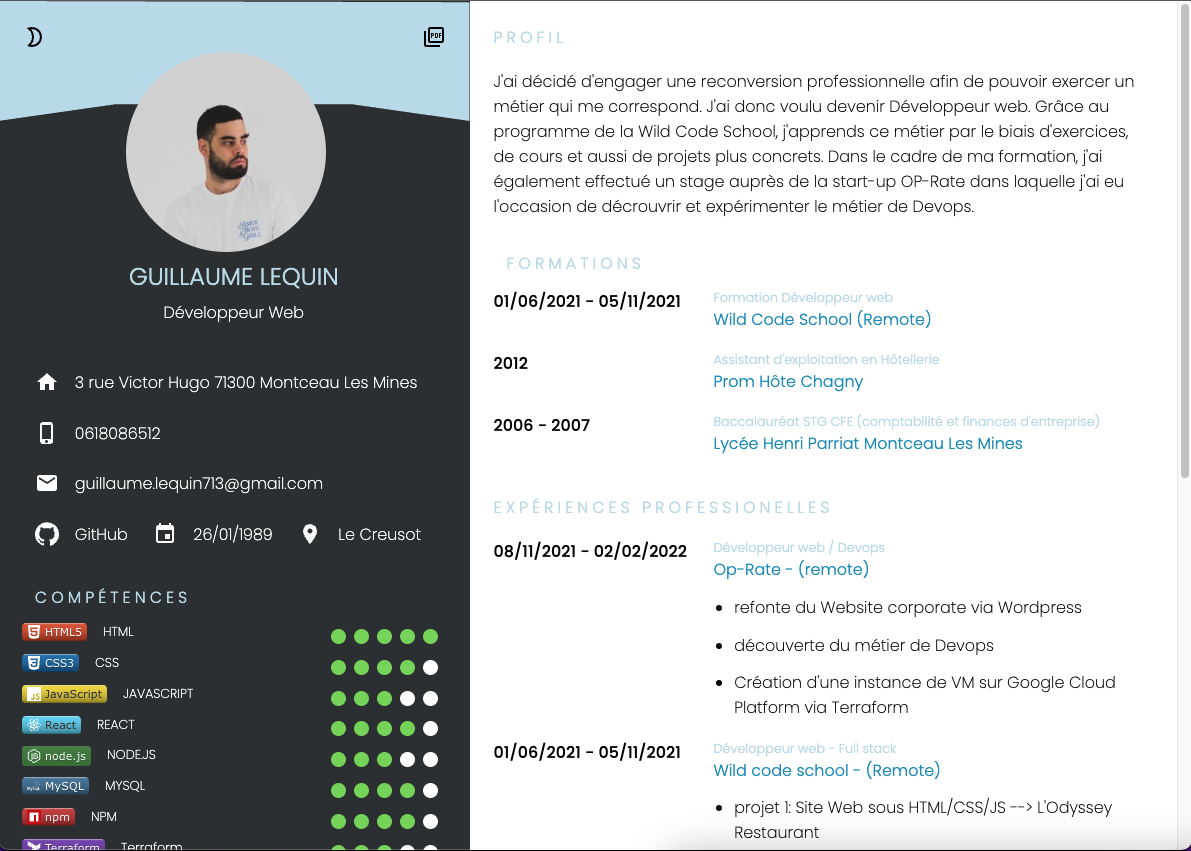 PDF
GUILLAUME LEQUIN
Développeur Web
3 rue Victor Hugo 71300 Montceau Les Mines
0618086512
guillaume.lequin713@gmail.com
GitHub 26/01/1989 Le Creusot
COMPÉTENCES
HTML5 HTML
CSS3 CSS
JS JavaScript JAVASCRIPT
React REACT
node.js NODE.JS
MySQL MYSQL
npm NPM
Terraform Terraform
PROFIL
J'ai décidé d'engager une reconversion professionnelle afin de pouvoir exercer un
métier qui me correspond. J'ai donc voulu devenir Développeur web. Grâce au
programme de la Wild Code School, j'apprends ce métier par le biais d'exercices,
de cours et aussi de projets plus concrets. Dans le cadre de ma formation, j'ai
également effectué un stage auprès de la start-up OP-Rate dans laquelle j'ai eu
l'occasion de décrouvrir et expérimenter le métier de Devops.
FORMATIONS
01/06/2021 - 05/11/2021 Formation Développeur web
Wild Code School (Remote)
2012 Assistant d'exploitation en Hôtellerie
Prom Hôte Chagny
2006 - 2007 Baccalauréat STG CFE (comptabilité et finances d'entreprise)
Lycée Henri Parriat Montceau Les Mines
EXPÉRIENCES PROFESSIONELLES
08/11/2021 - 02/02/2022 Développeur web / Devops
Op-Rate - (remote)
refonte du Website corporate via Wordpress
découverte du métier de Devops
Création d'une instance de VM sur Google Cloud
Platform via Terraform
01/06/2021 - 05/11/2021 Développeur web - Full stack
Wild code school - (Remote)
projet 1: Site Web sous HTML/CSS/JS --> L'Odyssey
Restaurant